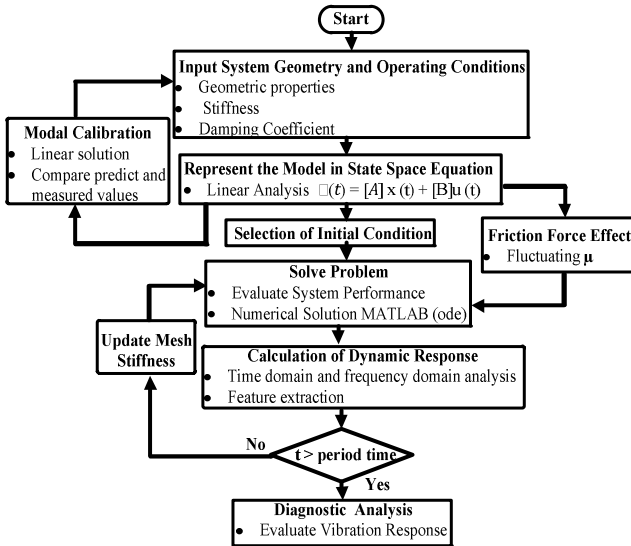 Start
Input System Geometry and Operating Conditions
• Geometric properties
• Stiffness
• Damping Coefficient
Modal Calibration
• Linear solution
• Compare predict and
measured values
Represent the Model in State Space Equation
• Linear Analysis □(t) = [A] x (t) + [B]u (t)
Selection of Initial Condition
Friction Force Effect
• Fluctuating μ
Solve Problem
• Evaluate System Performance
• Numerical Solution MATLAB (ode)
Update Mesh
Stiffness
Calculation of Dynamic Response
• Time domain and frequency domain analysis
• Feature extraction
No
t > period time
Yes
Diagnostic Analysis
• Evaluate Vibration Response